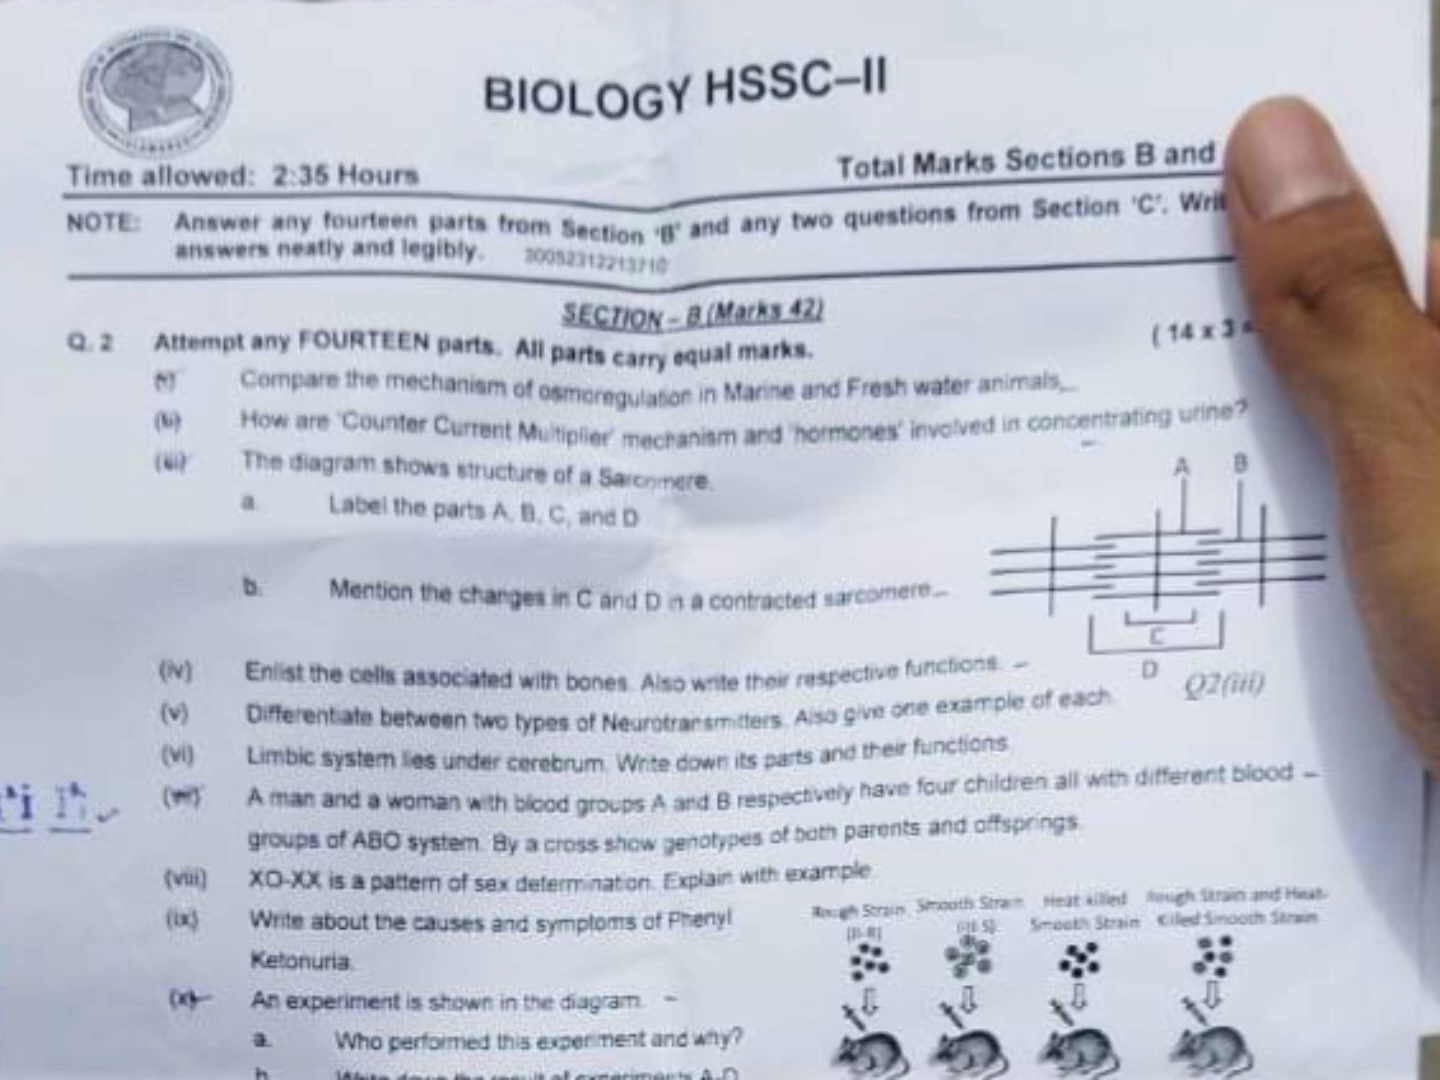 BIOLOGY HSSC–II
Time allowed: 2:35 Hours
Total Marks Sections B and
NOTE: Answer any fourteen parts from Section 'B' and any two questions from Section 'C'. Writ
answers neatly and legibly.
SECTION – B (Marks 42)
Q. 2 Attempt any FOURTEEN parts. All parts carry equal marks. ( 14 x 3 =
(i) Compare the mechanism of osmoregulation in Marine and Fresh water animals.
(ii) How are 'Counter Current Multiplier' mechanism and 'hormones' involved in concentrating urine?
(iii) The diagram shows structure of a Sarcomere.
a. Label the parts A, B, C, and D
A B
b. Mention the changes in C and D in a contracted sarcomere.
C
D
Q2(iii)
(iv) Enlist the cells associated with bones. Also write their respective functions.
(v) Differentiate between two types of Neurotransmitters. Also give one example of each.
(vi) Limbic system lies under cerebrum. Write down its parts and their functions.
(vii) A man and a woman with blood groups A and B respectively have four children all with different blood
groups of ABO system. By a cross show genotypes of both parents and offsprings.
(viii) XO-XX is a pattern of sex determination. Explain with example.
(ix) Write about the causes and symptoms of Phenyl
Ketonuria.
Rough Strain Smooth Strain Heat killed Rough Strain and Heat-
Smooth Strain Killed Smooth Strain
(x) An experiment is shown in the diagram.
a. Who performed this experiment and why?
b. Write down the result of experiments A-D